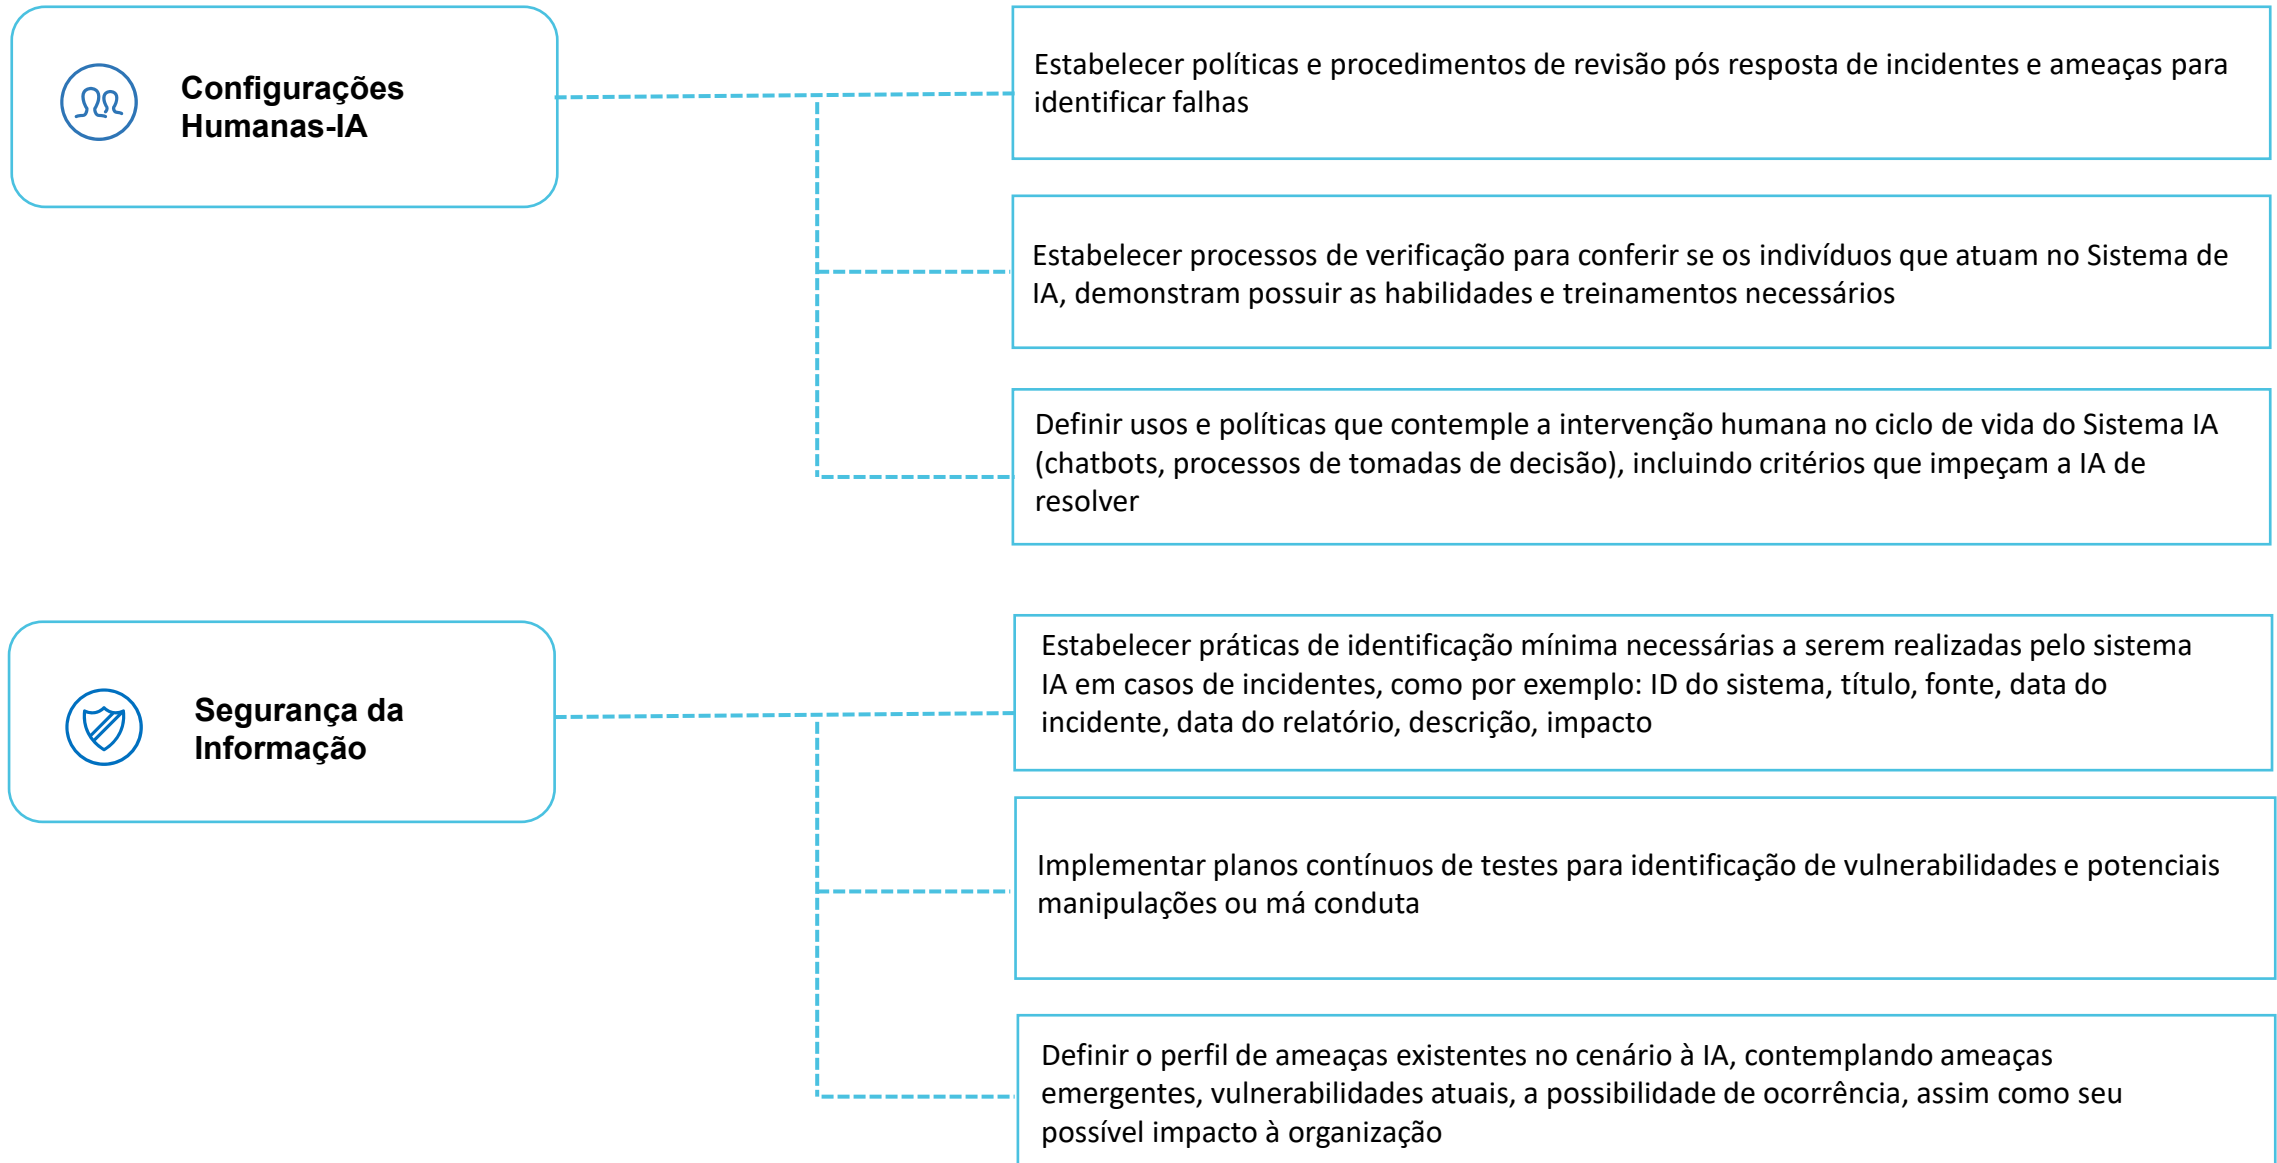 Configurações
Humanas-IA
Estabelecer políticas e procedimentos de revisão pós resposta de incidentes e ameaças para
identificar falhas
Estabelecer processos de verificação para conferir se os indivíduos que atuam no Sistema de
IA, demonstram possuir as habilidades e treinamentos necessários
Definir usos e políticas que contemple a intervenção humana no ciclo de vida do Sistema IA
(chatbots, processos de tomadas de decisão), incluindo critérios que impeçam a IA de
resolver
Segurança da
Informação
Estabelecer práticas de identificação mínima necessárias a serem realizadas pelo sistema
IA em casos de incidentes, como por exemplo: ID do sistema, título, fonte, data do
incidente, data do relatório, descrição, impacto
Implementar planos contínuos de testes para identificação de vulnerabilidades e potenciais
manipulações ou má conduta
Definir o perfil de ameaças existentes no cenário à IA, contemplando ameaças
emergentes, vulnerabilidades atuais, a possibilidade de ocorrência, assim como seu
possível impacto à organização